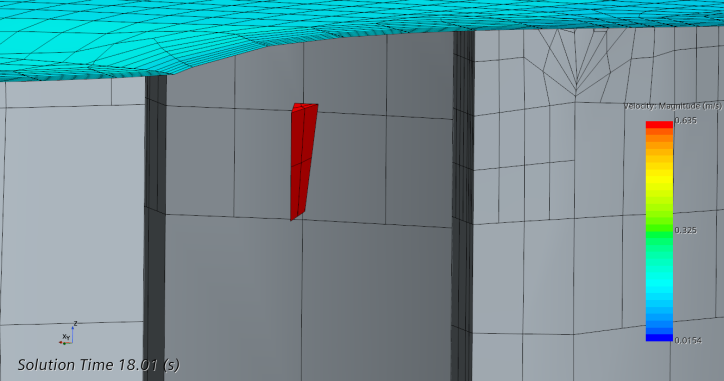 Velocity: Magnitude (m/s)
0.635
0.325
0.0154
Z
X
Y
Solution Time 18.01 (s)